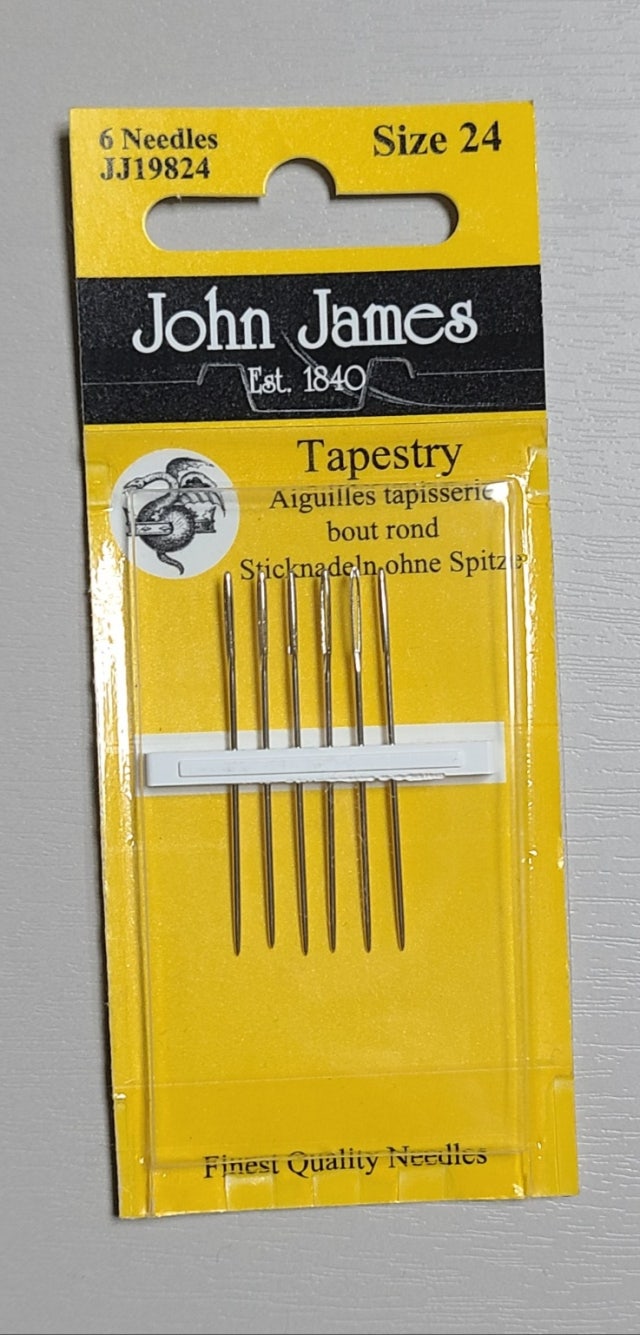 6 Needles
JJ19824
Size 24
John James
Est. 1840
Tapestry
Aiguilles tapisserie
bout rond
Sticknadeln ohne Spitze
Finest Quality Needles